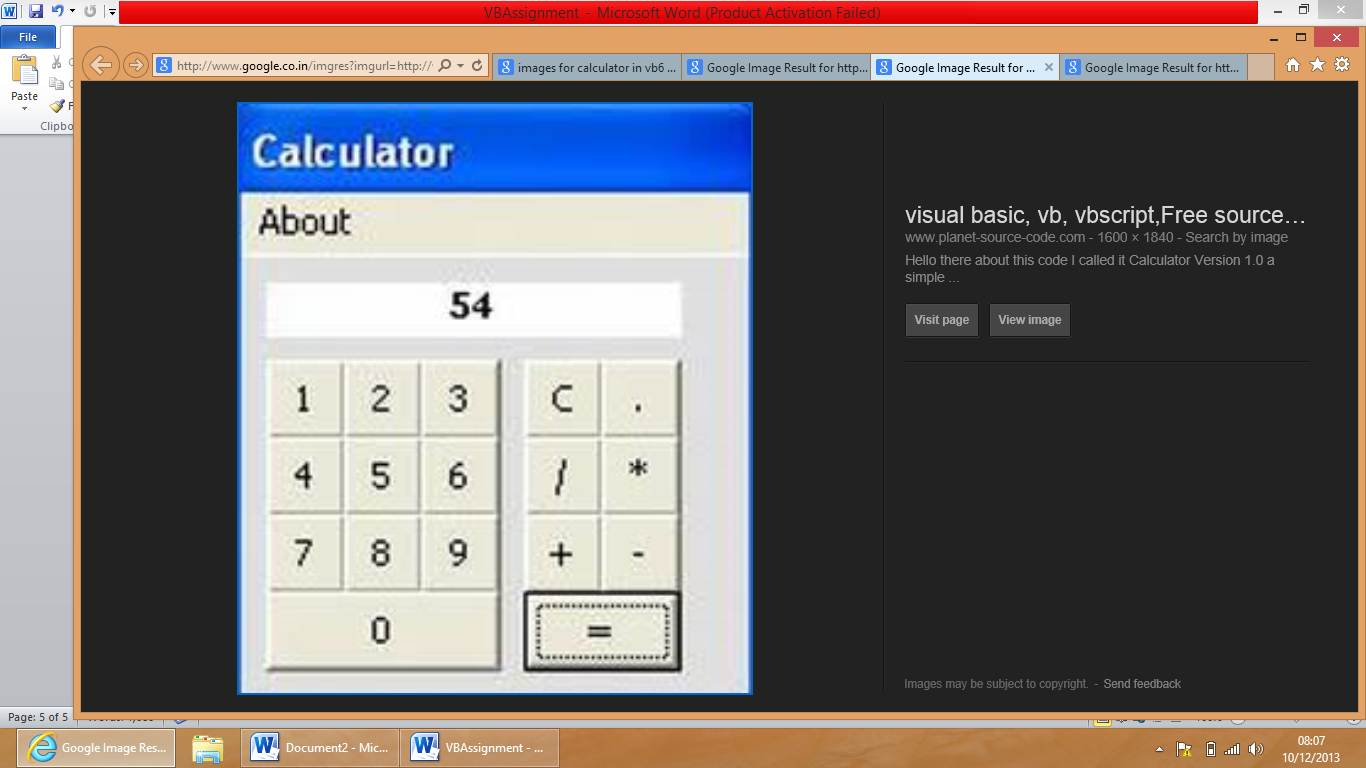 VBAssignment - Microsoft Word (Product Activation Failed)
File
Paste
Clipbo
http://www.google.co.in/imgres?imgurl=http://
images for calculator in vb6 ...
Google Image Result for http...
Google Image Result for ...
Google Image Result for htt...
Calculator
About
54
1 2 3 C .
4 5 6 / *
7 8 9 + -
0 =
visual basic, vb, vbscript,Free source...
www.planet-source-code.com - 1600 × 1840 - Search by image
Hello there about this code I called it Calculator Version 1.0 a
simple ...
Visit page View image
Images may be subject to copyright. - Send feedback
Page: 5 of 5
Google Image Res...
Document2 - Mic...
VBAssignment - ...
08:07
10/12/2013